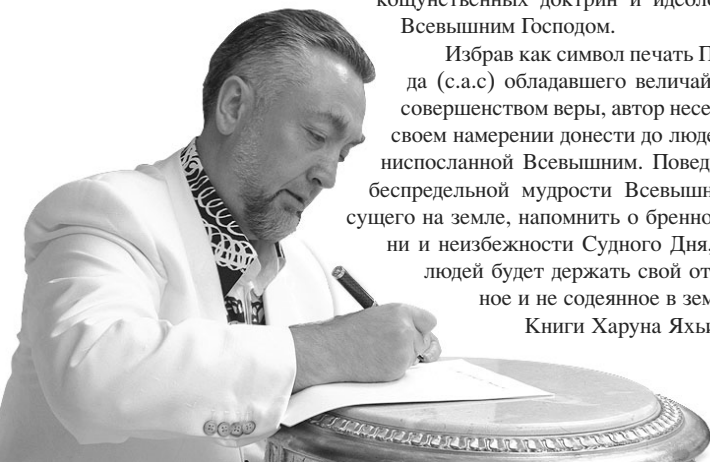 кощунственных доктрин и идеоло
Всевышним Господом.
Избрав как символ печать П
да (с.а.с) обладавшего величай
совершенством веры, автор несе
своем намерении донести до люде
ниспосланной Всевышним. Повед
беспредельной мудрости Всевышн
сущего на земле, напомнить о бренно
ни и неизбежности Судного Дня,
людей будет держать свой от
ное и не содеянное в зем
Книги Харуна Яхьи